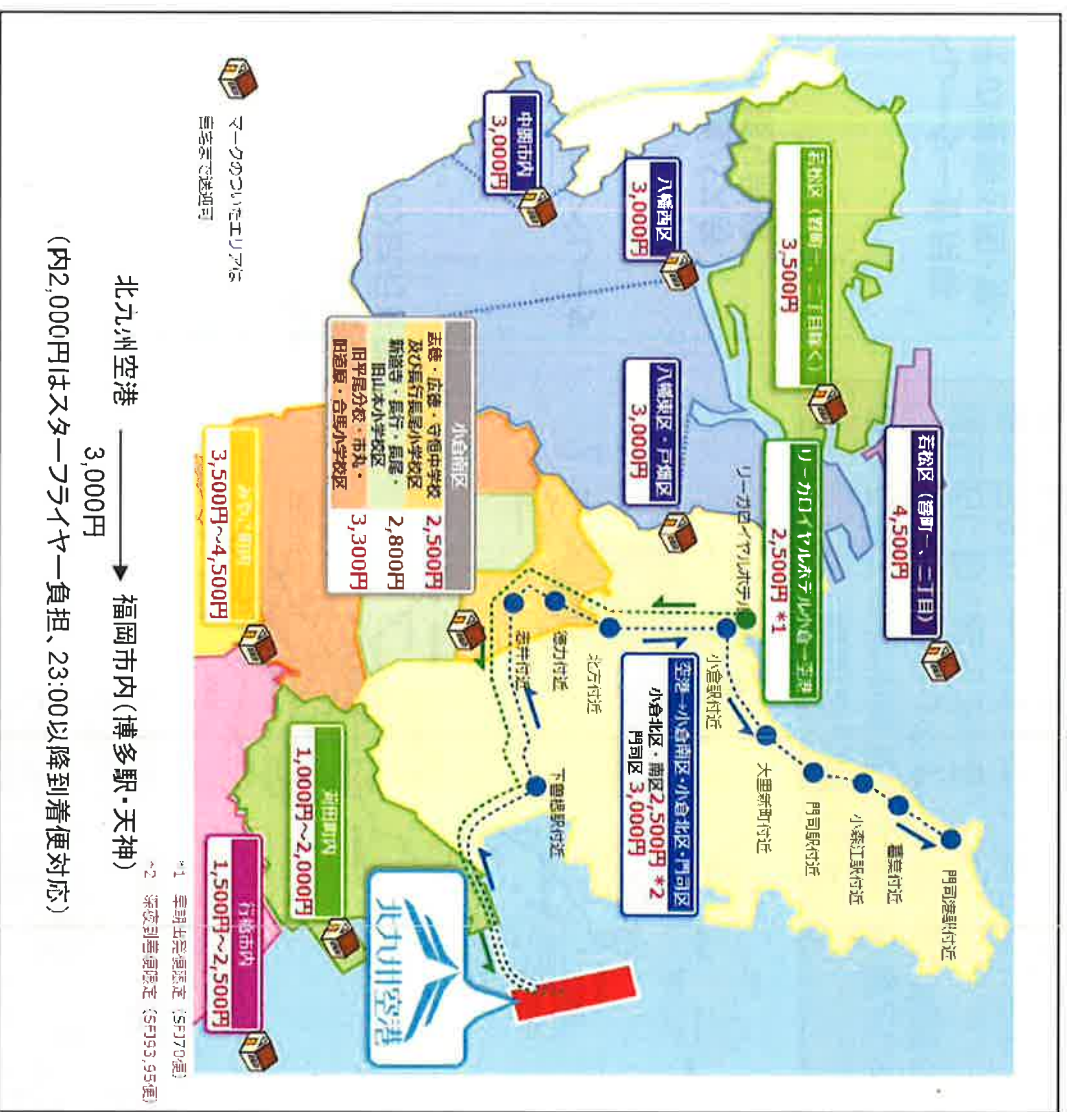 若松区（響町一、二丁目）
4,500円
若松区（響町一、二丁目除く）
3,500円
リーガロイヤルホテル小倉→空港
2,500円 *1
八幡西区
3,000円
中間市内
3,000円
八幡東区・戸畑区
3,000円
リーガロイヤルホテル
空港→小倉南区・小倉北区・門司区
小倉北区・南区2,500円 *2
門司区 3,000円
門司港駅付近
葛葉付近
小森江駅付近
門司駅付近
大里新町付近
小倉駅付近
北方付近
徳力付近
志井付近
下曽根駅付近
小倉南区
志徳・広徳・守恒中学校
及び長行長尾小学校区
2,500円
新道寺・長行・長尾・
旧山本小学校区
2,800円
旧平尾分校・市丸・
旧道原・合馬小学校区
3,300円
みやこ町内
3,500円～4,500円
苅田町内
1,000円～2,000円
行橋市内
1,500円～2,500円
北九州空港
マークのついたエリアは
自宅まで送迎可
*1 早朝出発便限定（SFJ70便）
*2 深夜到着便限定（SFJ93,95便）
北九州空港 → 福岡市内(博多駅・天神)
3,000円
(内2,000円はスターフライヤー負担、23:00以降到着便対応)